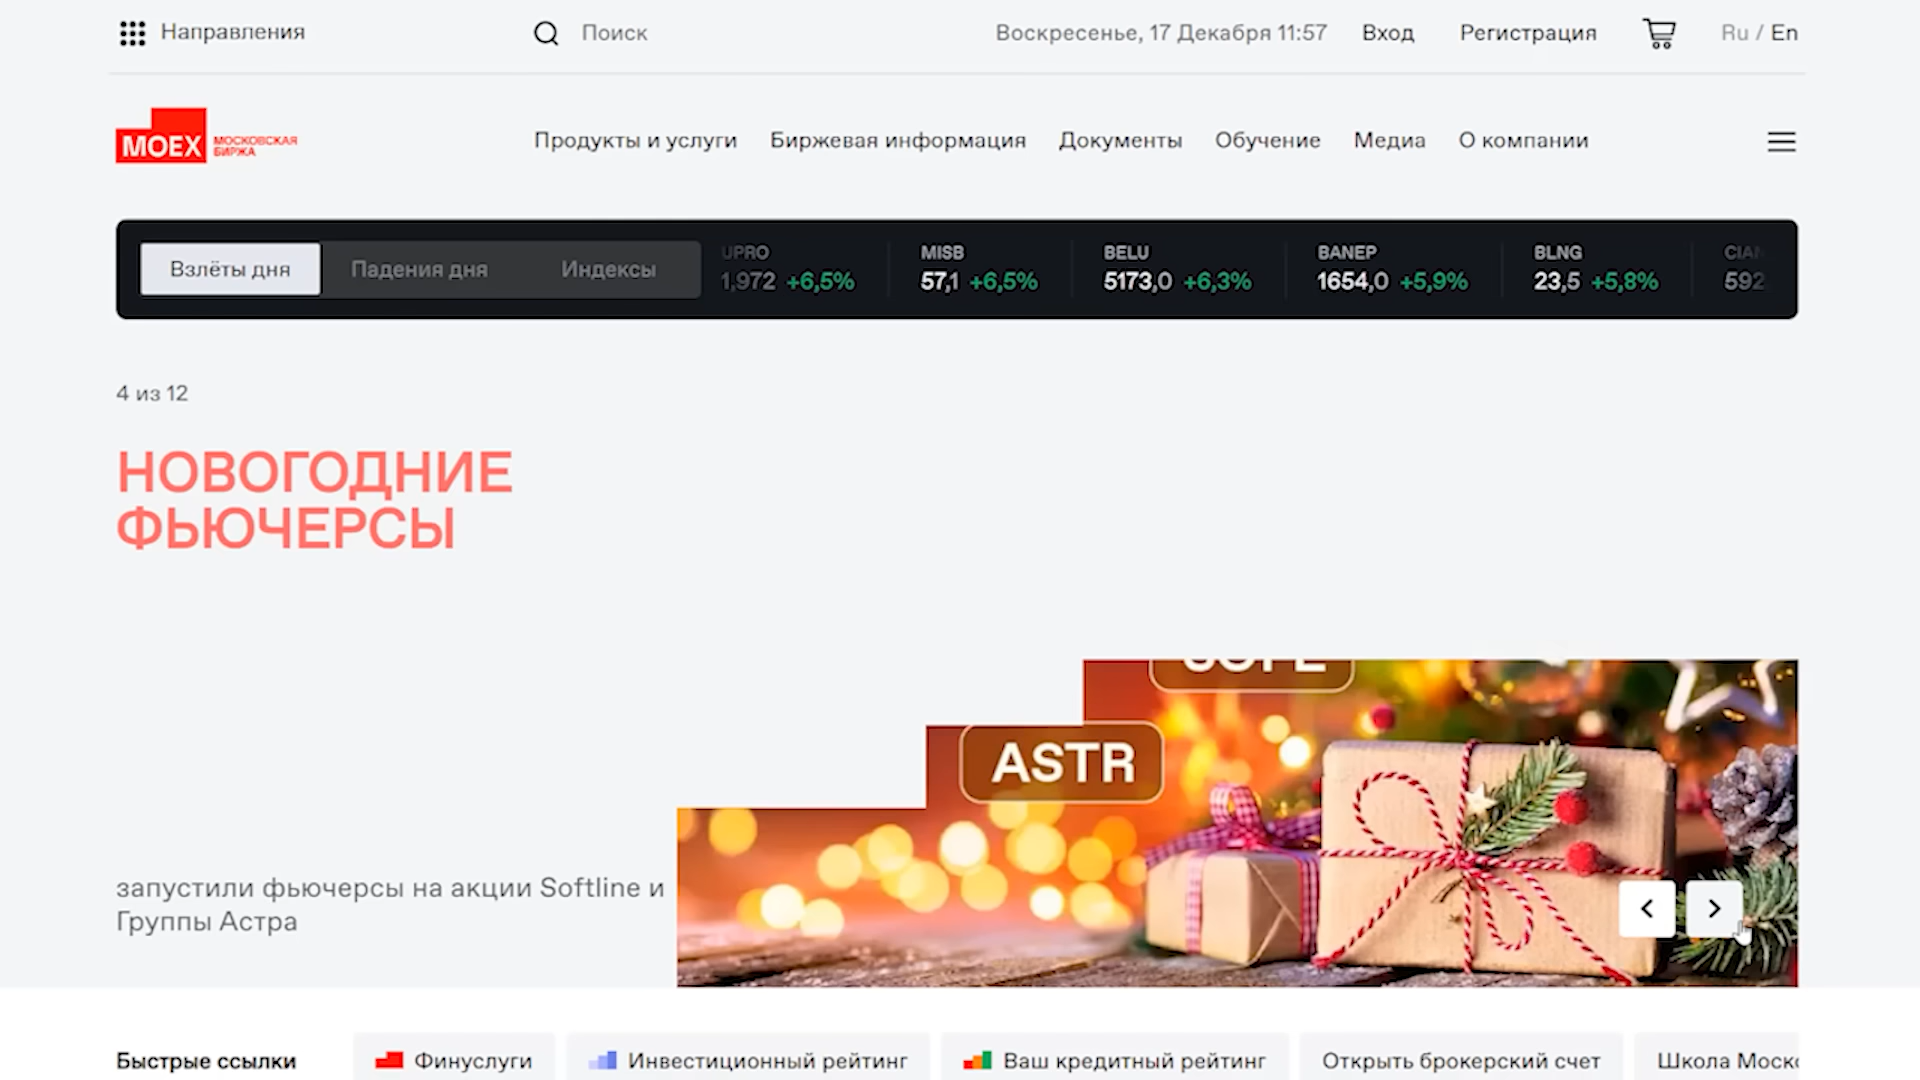 Направления
Поиск
Воскресенье, 17 Декабря 11:57
Вход
Регистрация
Ru / En
MOEX
МОСКОВСКАЯ
БИРЖА
Продукты и услуги
Биржевая информация
Документы
Обучение
Медиа
О компании
Взлёты дня
Падения дня
Индексы
UPRO
1,972 +6,5%
MISB
57,1 +6,5%
BELU
5173,0 +6,3%
BANEP
1654,0 +5,9%
BLNG
23,5 +5,8%
CIAN
592
4 из 12
НОВОГОДНИЕ
ФЬЮЧЕРСЫ
ASTR
запустили фьючерсы на акции Softline и
Группы Астра
Быстрые ссылки
Финуслуги
Инвестиционный рейтинг
Ваш кредитный рейтинг
Открыть брокерский счет
Школа Моск